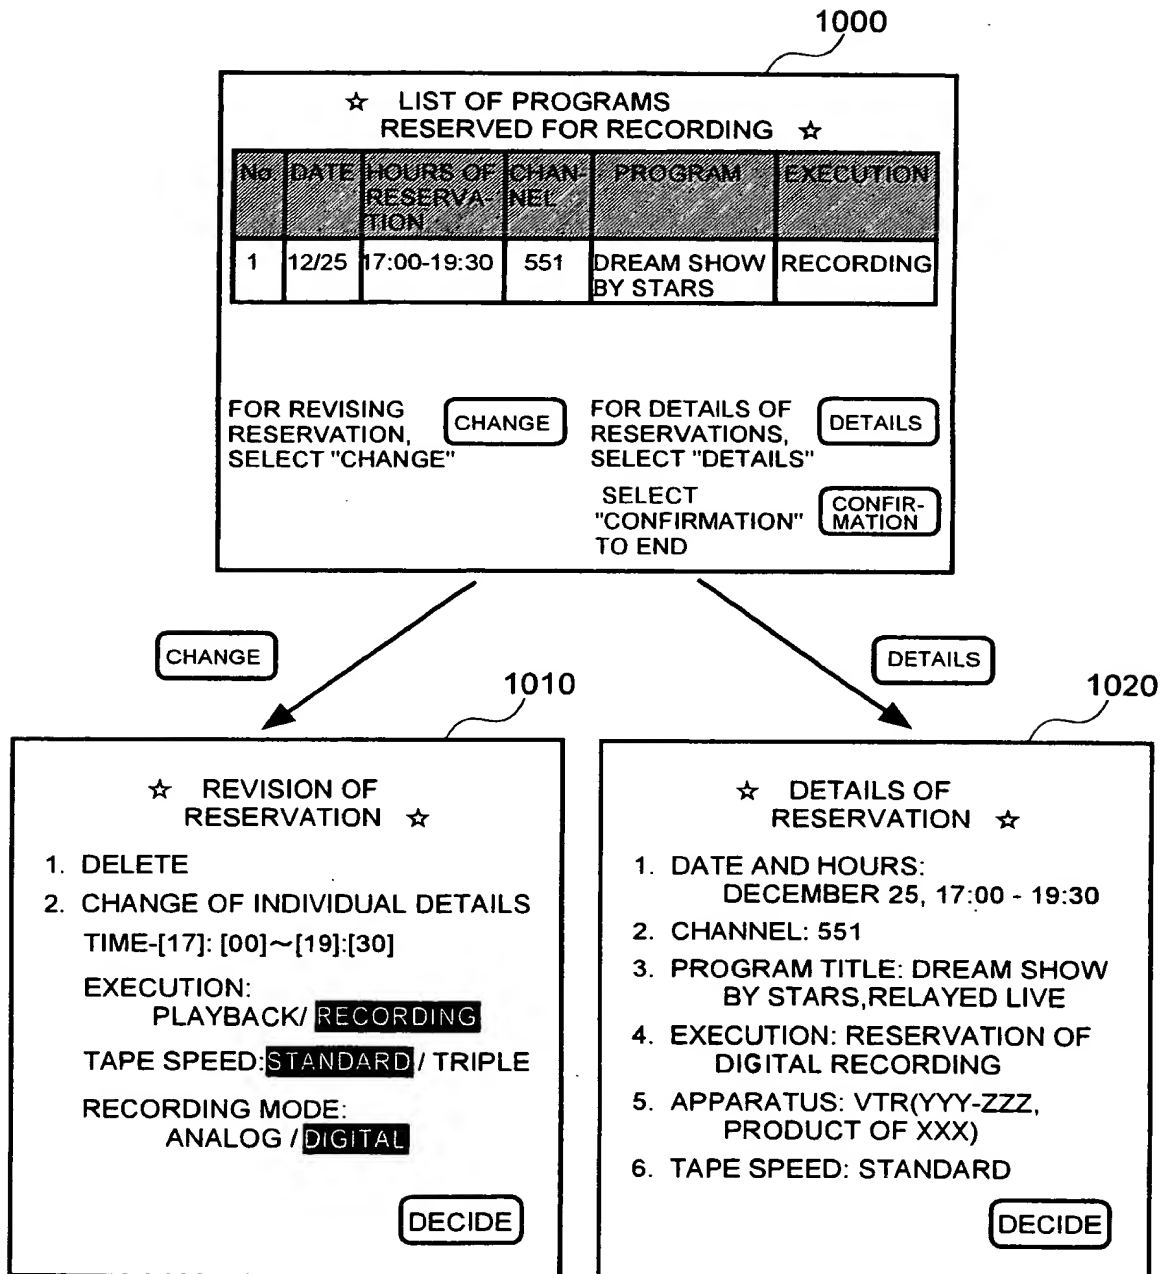 1000
☆ LIST OF PROGRAMS
RESERVED FOR RECORDING ☆
No DATE HOURS OF RESERVA-TION CHAN-NEL PROGRAM EXECUTION
1 12/25 17:00-19:30 551 DREAM SHOW BY STARS RECORDING
FOR REVISING
RESERVATION,
SELECT "CHANGE"
CHANGE
FOR DETAILS OF
RESERVATIONS,
SELECT "DETAILS"
DETAILS
SELECT
"CONFIRMATION"
TO END
CONFIR-
MATION
CHANGE
DETAILS
1010
☆ REVISION OF
RESERVATION ☆
1. DELETE
2. CHANGE OF INDIVIDUAL DETAILS
TIME-[17]: [00]~[19]:[30]
EXECUTION:
PLAYBACK/ RECORDING
TAPE SPEED:STANDARD / TRIPLE
RECORDING MODE:
ANALOG / DIGITAL
DECIDE
1020
☆ DETAILS OF
RESERVATION ☆
1. DATE AND HOURS:
DECEMBER 25, 17:00 - 19:30
2. CHANNEL: 551
3. PROGRAM TITLE: DREAM SHOW
BY STARS,RELAYED LIVE
4. EXECUTION: RESERVATION OF
DIGITAL RECORDING
5. APPARATUS: VTR(YYY-ZZZ,
PRODUCT OF XXX)
6. TAPE SPEED: STANDARD
DECIDE